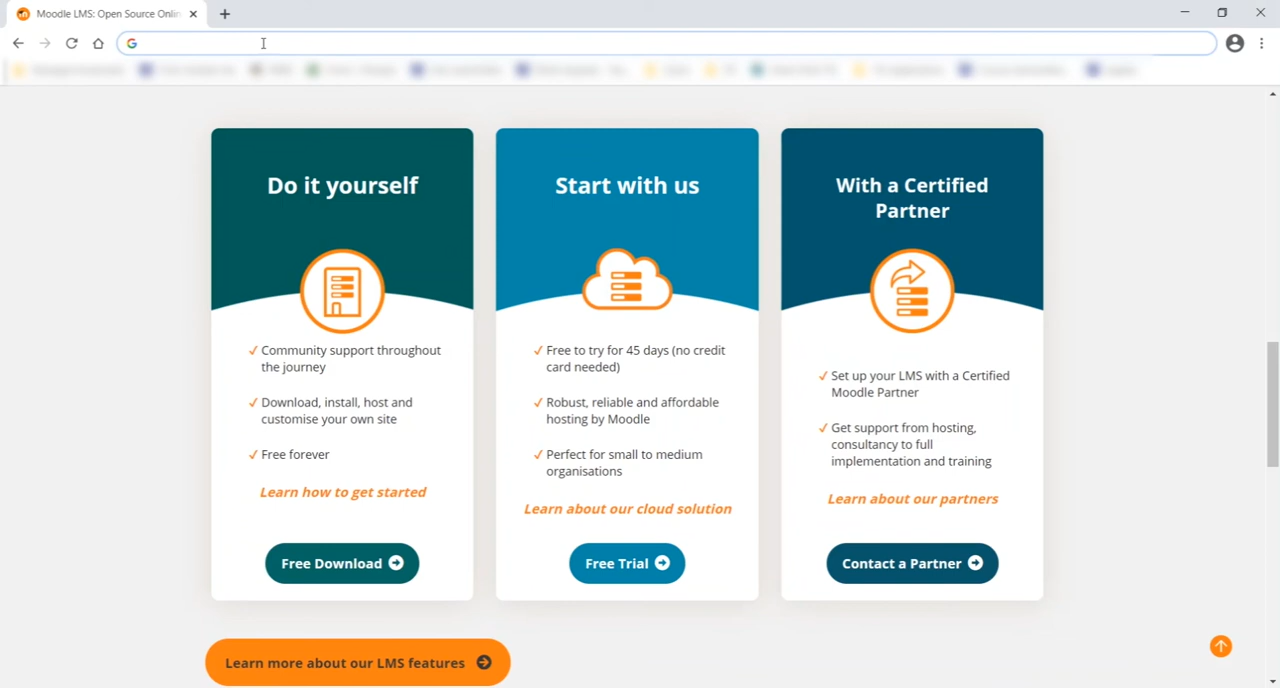 Moodle LMS: Open Source Onlin
Do it yourself
✓ Community support throughout
the journey
✓ Download, install, host and
customise your own site
✓ Free forever
Learn how to get started
Free Download
Start with us
✓ Free to try for 45 days (no credit
card needed)
✓ Robust, reliable and affordable
hosting by Moodle
✓ Perfect for small to medium
organisations
Learn about our cloud solution
Free Trial
With a Certified
Partner
✓ Set up your LMS with a Certified
Moodle Partner
✓ Get support from hosting,
consultancy to full
implementation and training
Learn about our partners
Contact a Partner
Learn more about our LMS features